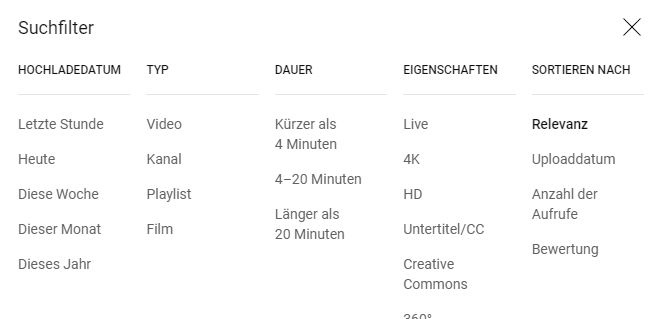 Suchfilter
HOCHLADEDATUM
Letzte Stunde
Heute
Diese Woche
Dieser Monat
Dieses Jahr
TYP
Video
Kanal
Playlist
Film
DAUER
Kürzer als
4 Minuten
4–20 Minuten
Länger als
20 Minuten
EIGENSCHAFTEN
Live
4K
HD
Untertitel/CC
Creative
Commons
360°
SORTIEREN NACH
Relevanz
Uploaddatum
Anzahl der
Aufrufe
Bewertung